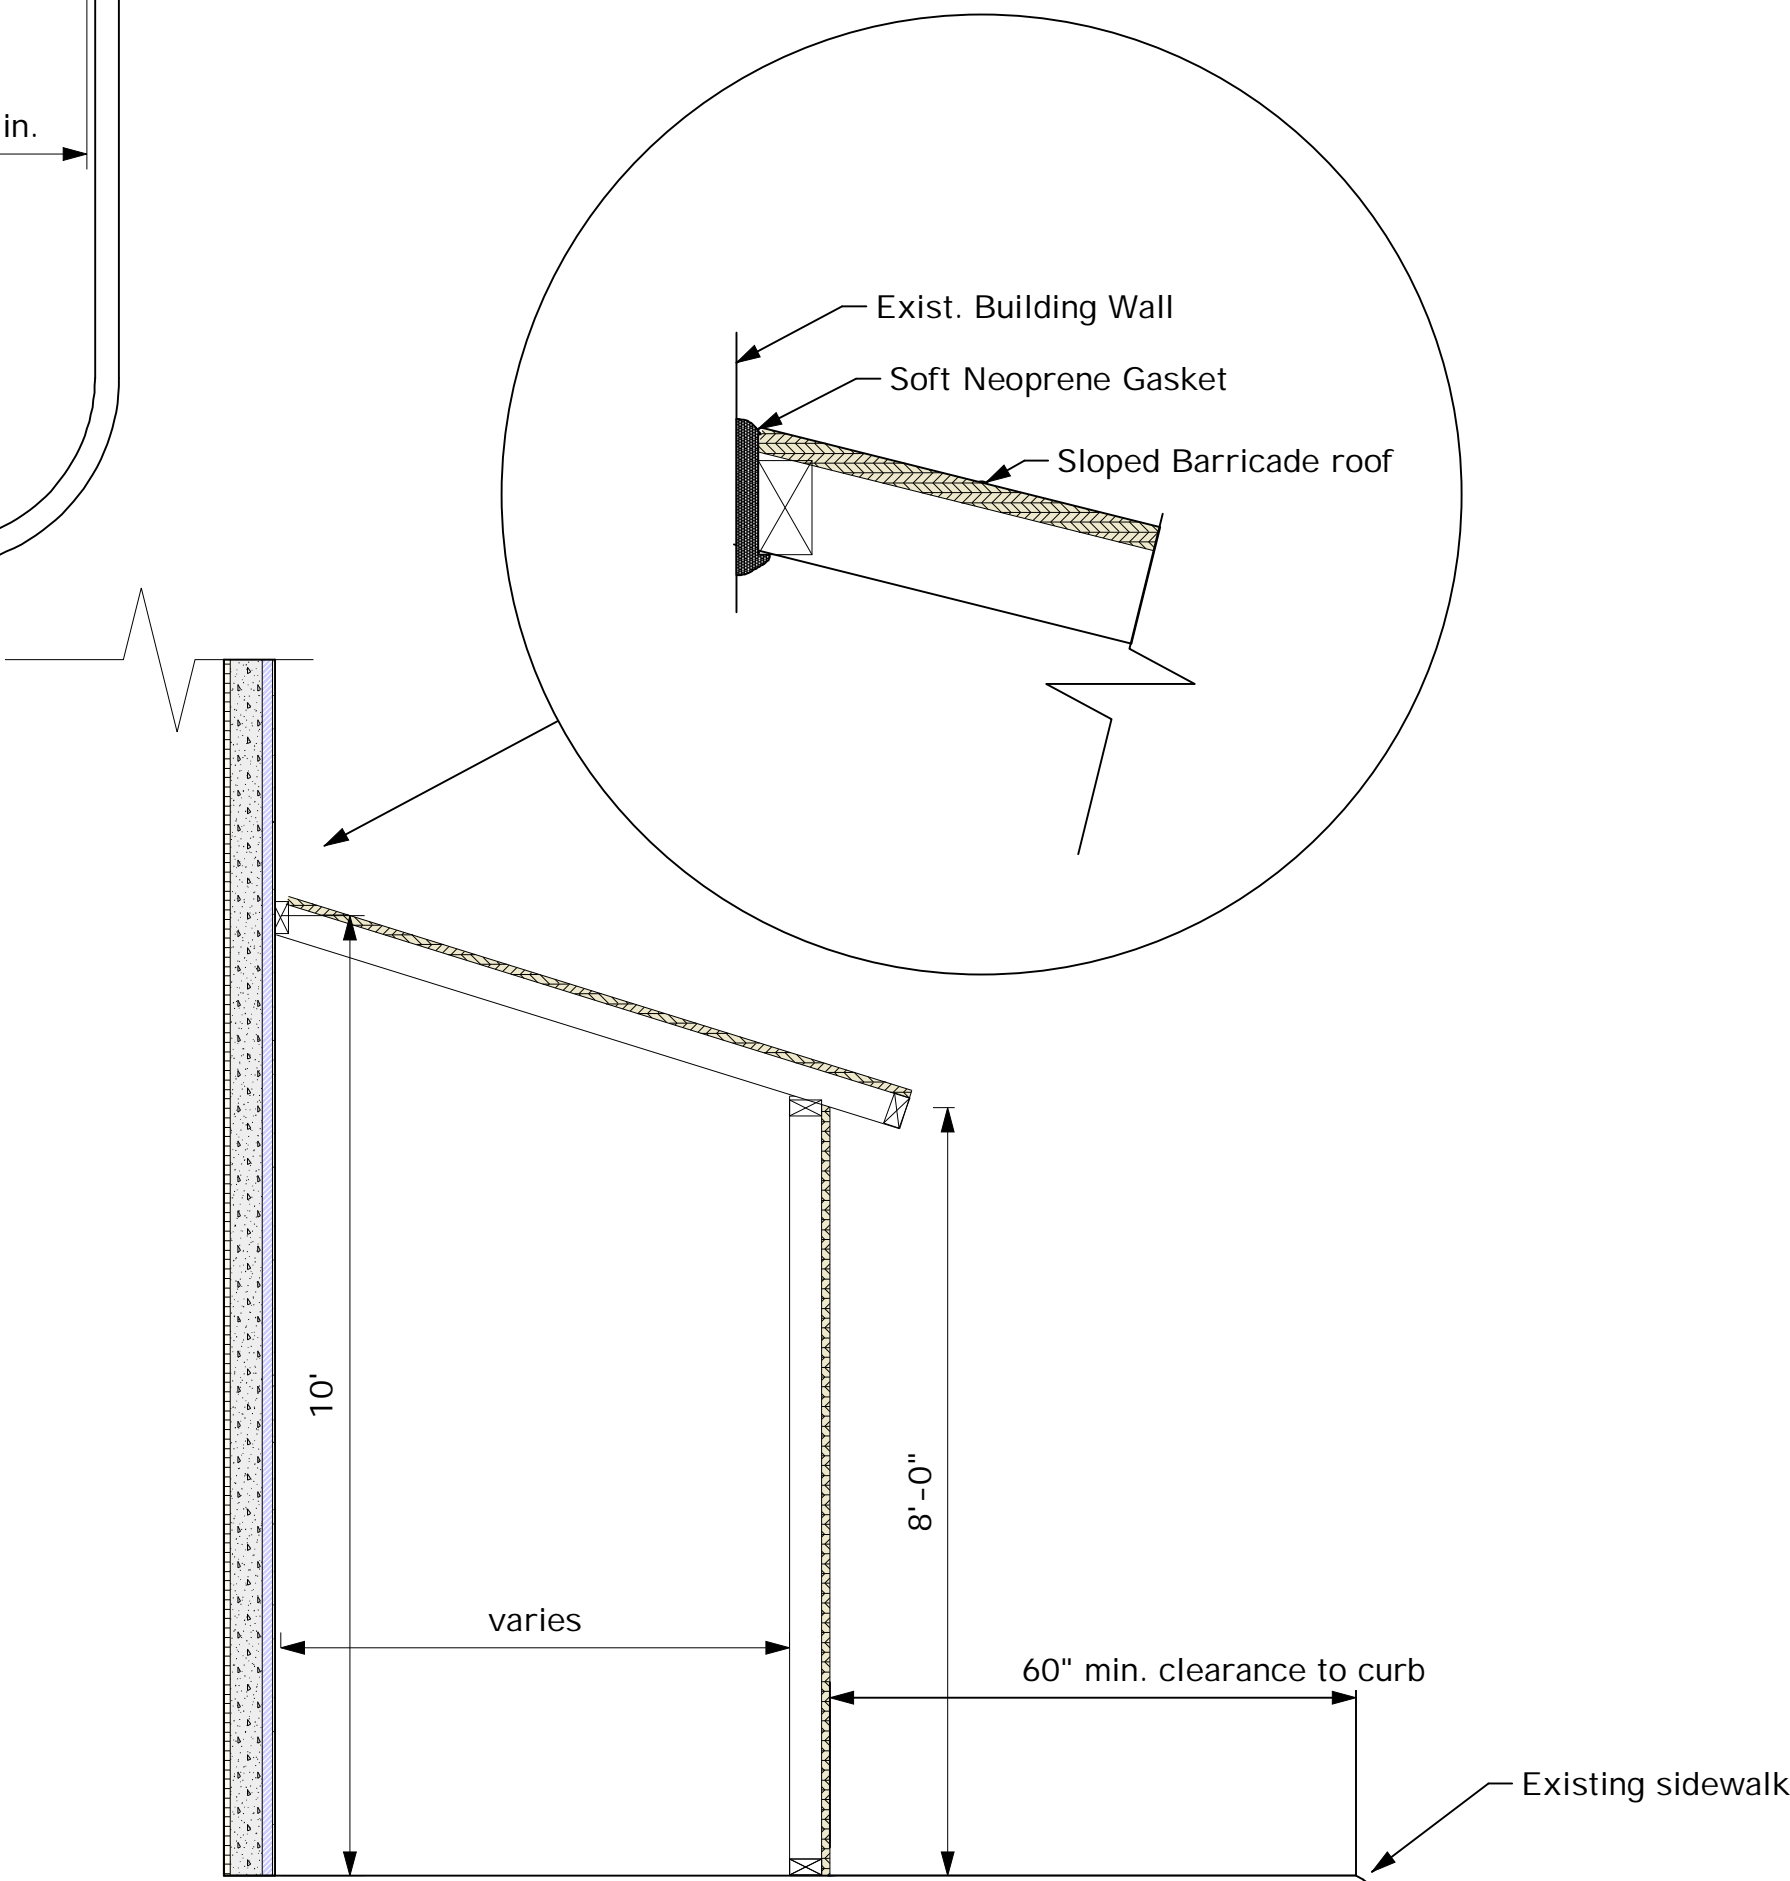 in.
Exist. Building Wall
Soft Neoprene Gasket
Sloped Barricade roof
10'
8'-0"
varies
60" min. clearance to curb
Existing sidewalk